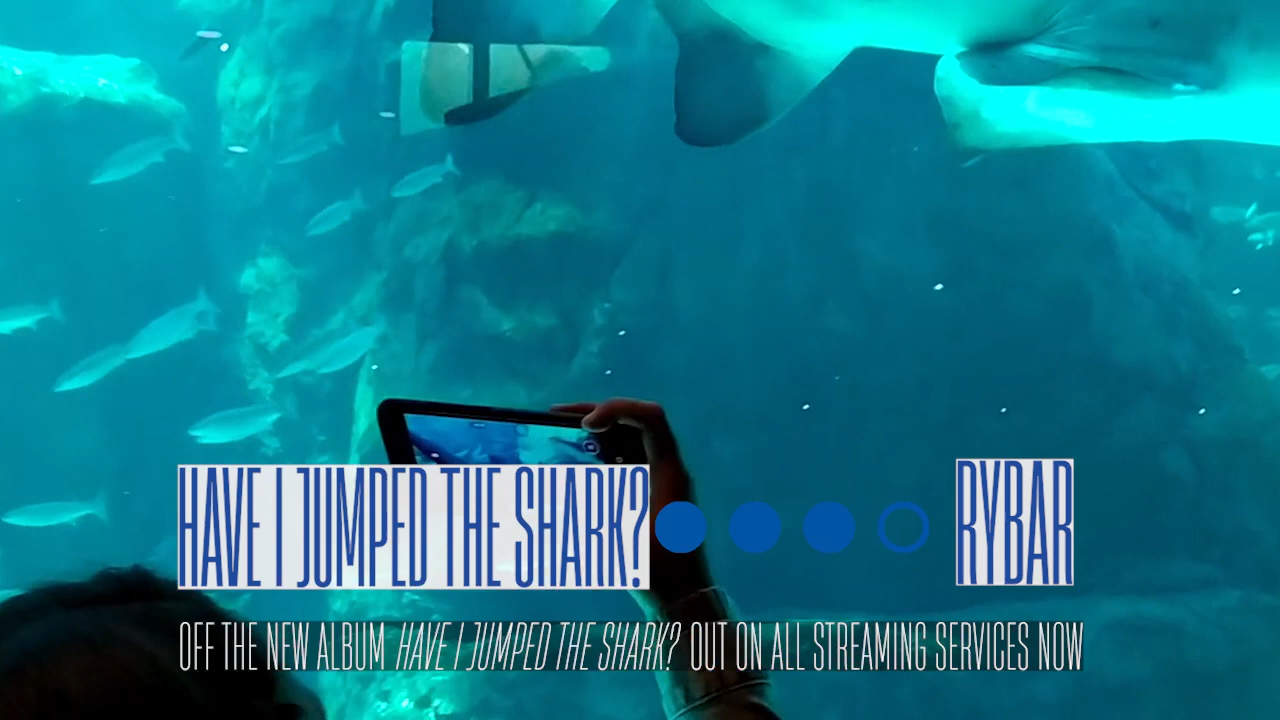 HAVE I JUMPED THE SHARK? RYBAR
OFF THE NEW ALBUM HAVE I JUMPED THE SHARK? OUT ON ALL STREAMING SERVICES NOW